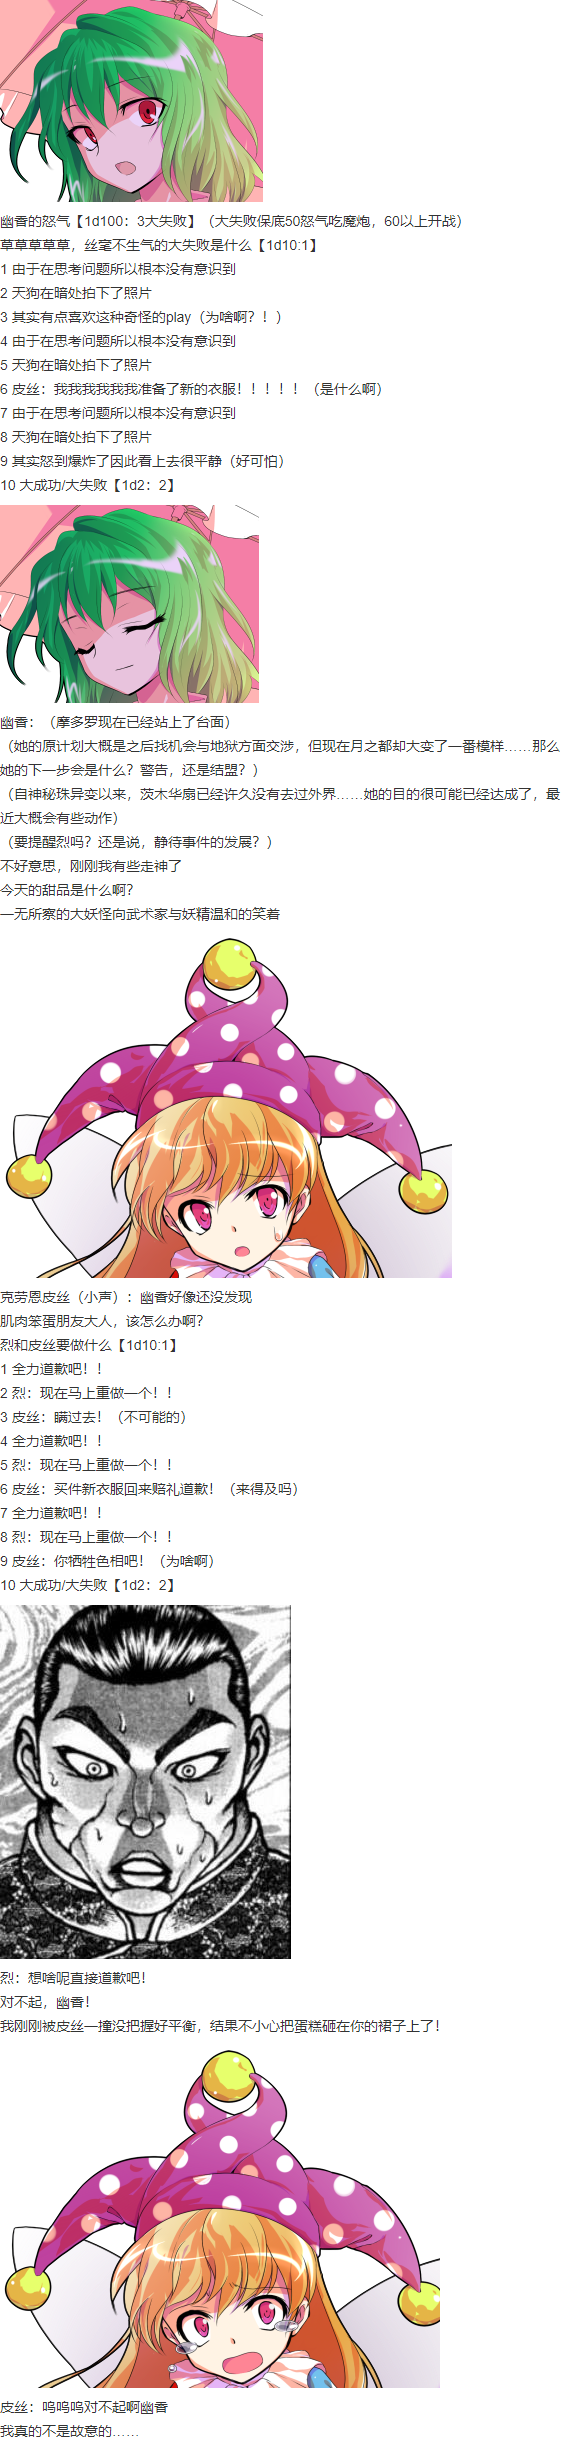 幽香的怒气【1d100：3大失败】（大失败保底50怒气吃魔炮，60以上开战）
草草草草草，丝毫不生气的大失败是什么【1d10:1】
1 由于在思考问题所以根本没有意识到
2 天狗在暗处拍下了照片
3 其实有点喜欢这种奇怪的play（为啥啊？！）
4 由于在思考问题所以根本没有意识到
5 天狗在暗处拍下了照片
6 皮丝：我我我我我我准备了新的衣服！！！！！（是什么啊）
7 由于在思考问题所以根本没有意识到
8 天狗在暗处拍下了照片
9 其实怒到爆炸了因此看上去很平静（好可怕）
10 大成功/大失败【1d2：2】
幽香：（摩多罗现在已经站上了台面）
（她的原计划大概是之后找机会与地狱方面交涉，但现在月之都却大变了一番模样……那么
她的下一步会是什么？警告，还是结盟？）
（自神秘珠异变以来，茨木华扇已经许久没有去过外界……她的目的很可能已经达成了，最
近大概会有些动作）
（要提醒烈吗？还是说，静待事件的发展？）
不好意思，刚刚我有些走神了
今天的甜品是什么啊？
一无所察的大妖怪向武术家与妖精温和的笑着
克劳恩皮丝（小声）：幽香好像还没发现
肌肉笨蛋朋友大人，该怎么办啊？
烈和皮丝要做什么【1d10:1】
1 全力道歉吧！！
2 烈：现在马上重做一个！！
3 皮丝：瞒过去！（不可能的）
4 全力道歉吧！！
5 烈：现在马上重做一个！！
6 皮丝：买件新衣服回来赔礼道歉！（来得及吗）
7 全力道歉吧！！
8 烈：现在马上重做一个！！
9 皮丝：你牺牲色相吧！（为啥啊）
10 大成功/大失败【1d2：2】
烈：想啥呢直接道歉吧！
对不起，幽香！
我刚刚被皮丝一撞没把握好平衡，结果不小心把蛋糕砸在你的裙子上了！
皮丝：呜呜呜对不起啊幽香
我真的不是故意的……